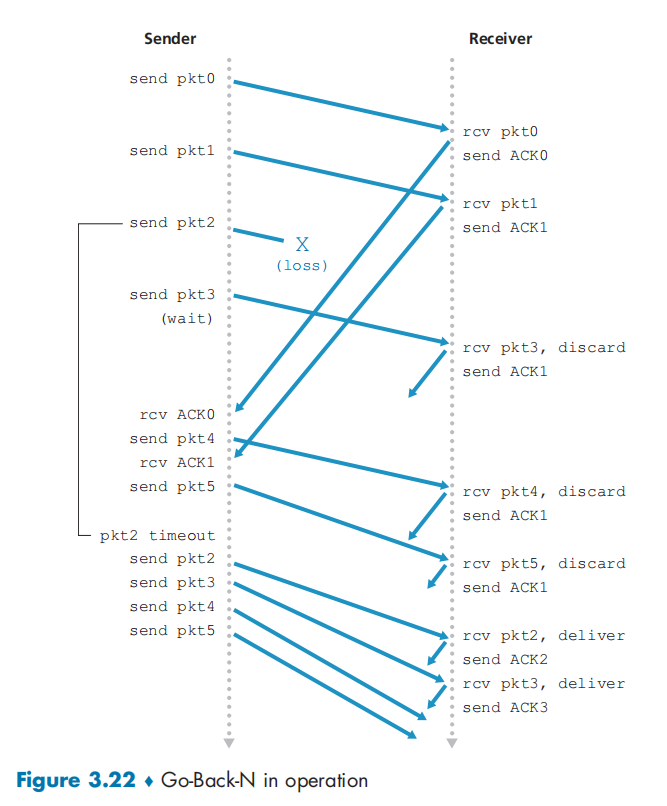 Sender
Receiver
send pkt0
rcv pkt0
send ACK0
send pkt1
rcv pkt1
send ACK1
send pkt2
X
(loss)
send pkt3
(wait)
rcv pkt3, discard
send ACK1
rcv ACK0
send pkt4
rcv ACK1
send pkt5
rcv pkt4, discard
send ACK1
pkt2 timeout
send pkt2
send pkt3
send pkt4
send pkt5
rcv pkt5, discard
send ACK1
rcv pkt2, deliver
send ACK2
rcv pkt3, deliver
send ACK3
Figure 3.22 ♦ Go-Back-N in operation